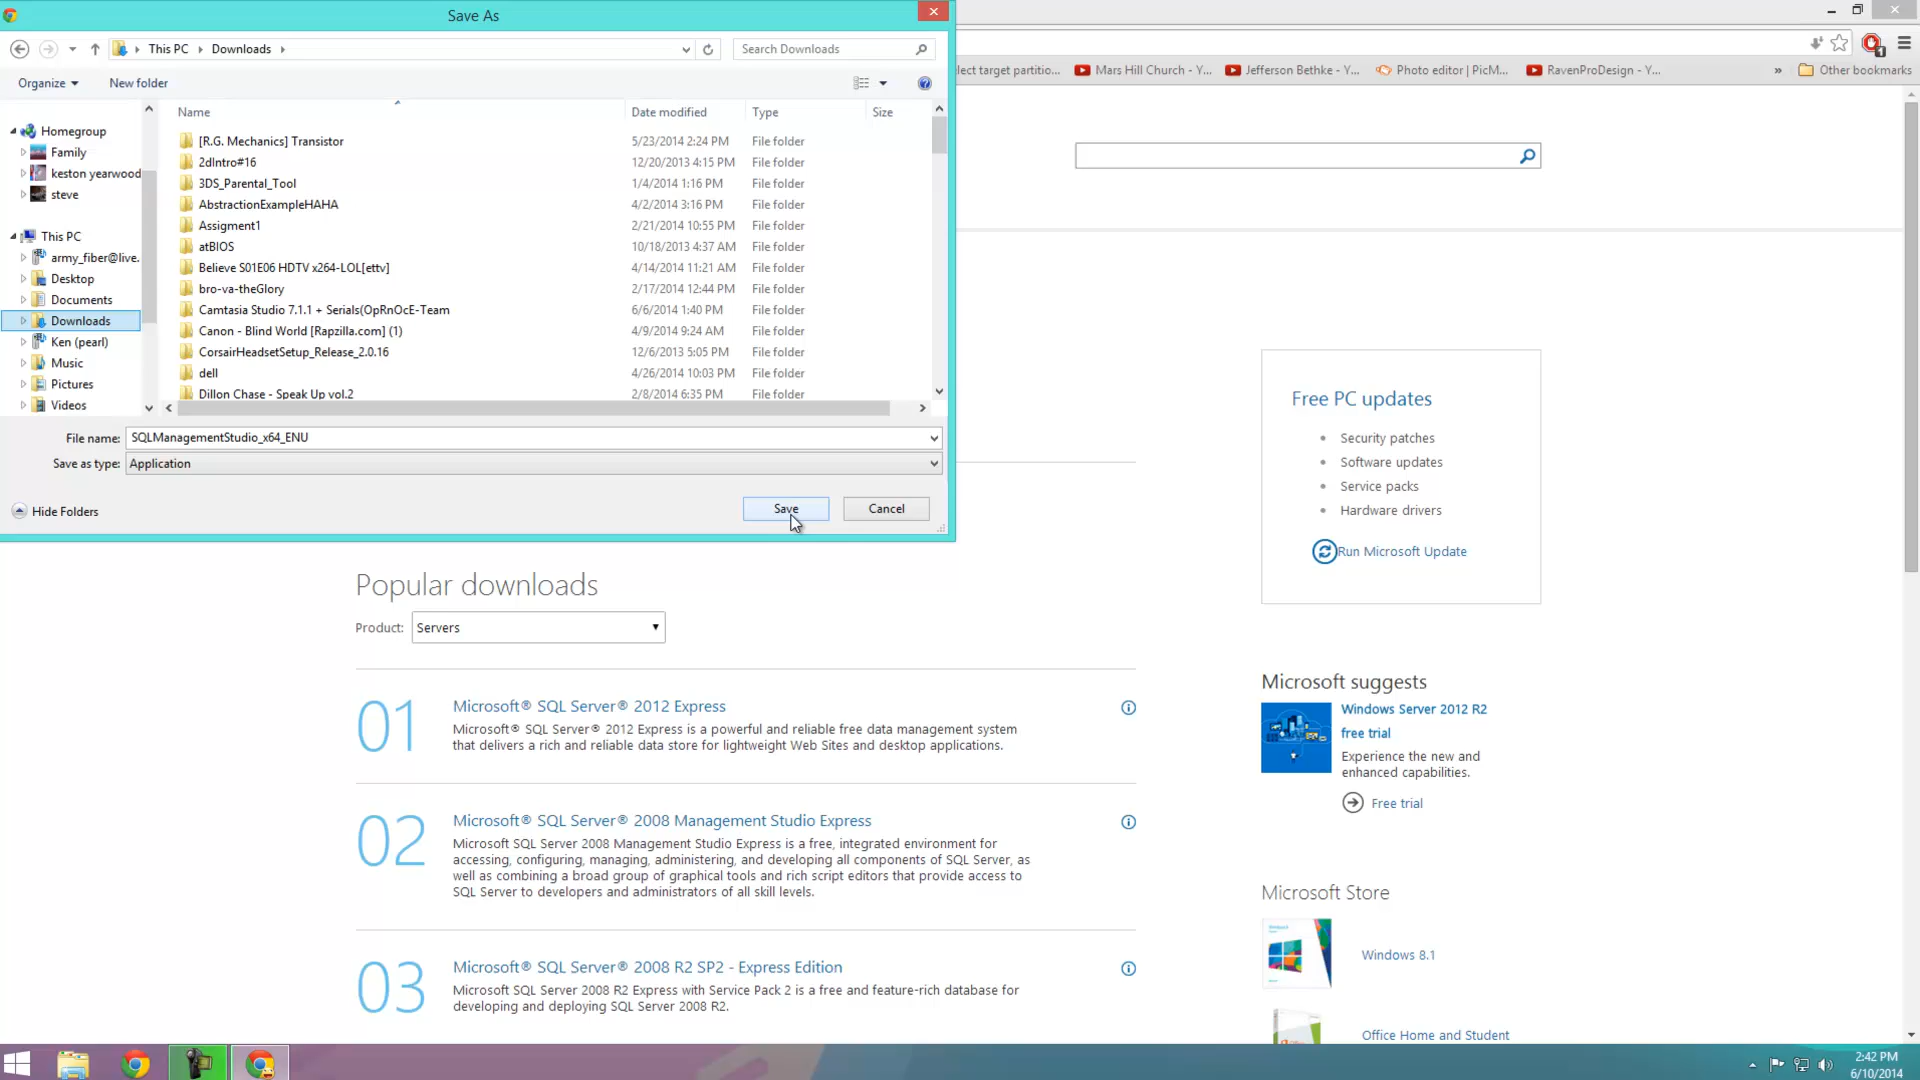 Save As
This PC
Downloads
Search Downloads
Organize
New folder
Homegroup
Family
keston yearwood
steve
This PC
army_fiber@live.
Desktop
Documents
Downloads
Ken (pearl)
Music
Pictures
Videos
Name Date modified Type Size
[R.G. Mechanics] Transistor 5/23/2014 2:24 PM File folder
2dIntro#16 12/20/2013 4:15 PM File folder
3DS_Parental_Tool 1/4/2014 1:16 PM File folder
AbstractionExampleHAHA 4/2/2014 3:16 PM File folder
Assigment1 2/21/2014 10:55 PM File folder
atBIOS 10/18/2013 4:37 AM File folder
Believe S01E06 HDTV x264-LOL[ettv] 4/14/2014 11:21 AM File folder
bro-va-theGlory 2/17/2014 12:44 PM File folder
Camtasia Studio 7.1.1 + Serials(OpRnOcE-Team 6/6/2014 1:40 PM File folder
Canon - Blind World [Rapzilla.com] (1) 4/9/2014 9:24 AM File folder
CorsairHeadsetSetup_Release_2.0.16 12/6/2013 5:05 PM File folder
dell 4/26/2014 10:03 PM File folder
Dillon Chase - Speak Up vol.2 2/8/2014 6:35 PM File folder
File name: SQLManagementStudio_x64_ENU
Save as type: Application
Hide Folders
Save
Cancel
lect target partitio...
Mars Hill Church - Y...
Jefferson Bethke - Y...
Photo editor | PicM...
RavenProDesign - Y...
»
Other bookmarks
1
Free PC updates
• Security patches
• Software updates
• Service packs
• Hardware drivers
Run Microsoft Update
Popular downloads
Product: Servers
01
Microsoft® SQL Server® 2012 Express
Microsoft® SQL Server® 2012 Express is a powerful and reliable free data management system
that delivers a rich and reliable data store for lightweight Web Sites and desktop applications.
02
Microsoft® SQL Server® 2008 Management Studio Express
Microsoft SQL Server 2008 Management Studio Express is a free, integrated environment for
accessing, configuring, managing, administering, and developing all components of SQL Server, as
well as combining a broad group of graphical tools and rich script editors that provide access to
SQL Server to developers and administrators of all skill levels.
03
Microsoft® SQL Server® 2008 R2 SP2 - Express Edition
Microsoft SQL Server 2008 R2 Express with Service Pack 2 is a free and feature-rich database for
developing and deploying SQL Server 2008 R2.
Microsoft suggests
Windows Server 2012 R2
free trial
Experience the new and
enhanced capabilities.
Free trial
Microsoft Store
Windows 8.1
Office Home and Student
2:42 PM
6/10/2014